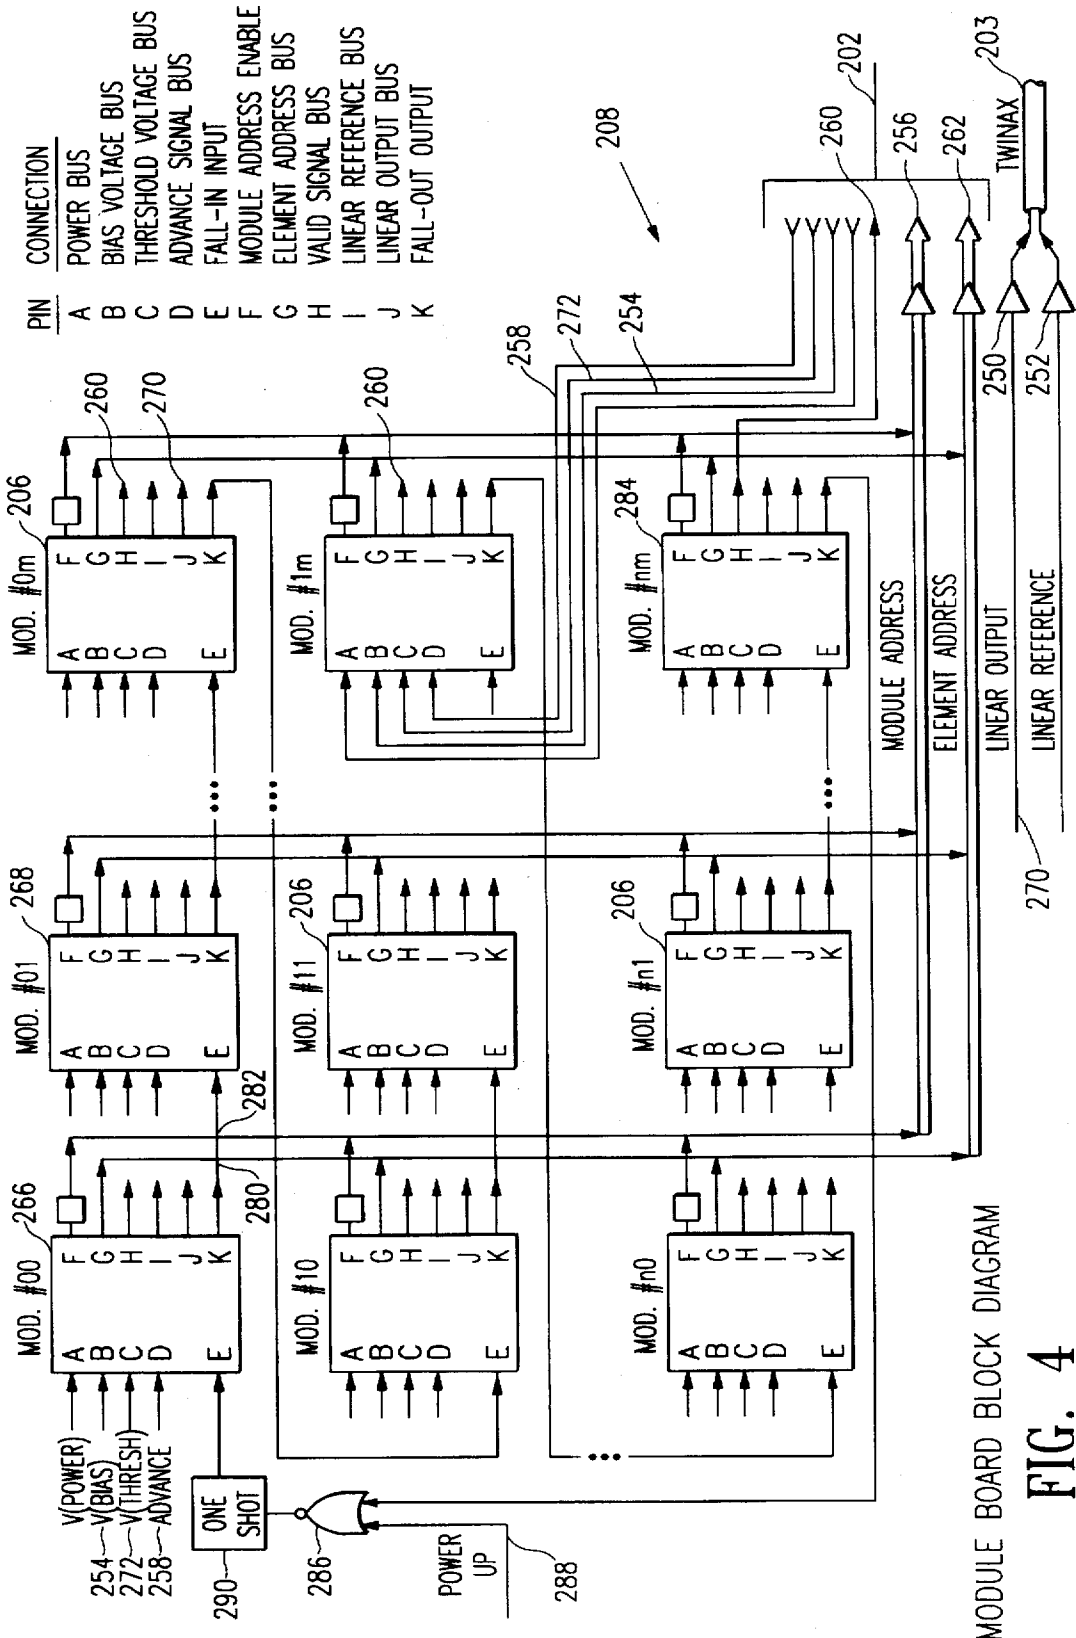 PIN CONNECTION
A POWER BUS
B BIAS VOLTAGE BUS
C THRESHOLD VOLTAGE BUS
D ADVANCE SIGNAL BUS
E FALL-IN INPUT
F MODULE ADDRESS ENABLE
G ELEMENT ADDRESS BUS
H VALID SIGNAL BUS
I LINEAR REFERENCE BUS
J LINEAR OUTPUT BUS
K FALL-OUT OUTPUT
V(POWER)
254 V(BIAS)
272 V(THRESH)
258 ADVANCE
290
ONE
SHOT
286
POWER
UP
288
MOD. #00
266
A B C D E
F G H I J K
280
282
MOD. #01
268
A B C D E
F G H I J K
MOD. #0m
206
A B C D E
F G H I J K
260
270
MOD. #10
A B C D E
F G H I J K
MOD. #11
206
A B C D E
F G H I J K
MOD. #1m
A B C D E
F G H I J K
260
258
272
254
208
MOD. #n0
A B C D E
F G H I J K
MOD. #n1
206
A B C D E
F G H I J K
MOD. #nm
284
A B C D E
F G H I J K
202
260
256
262
MODULE ADDRESS
ELEMENT ADDRESS
LINEAR OUTPUT
LINEAR REFERENCE
270
250
252
TWINAX
203
MODULE BOARD BLOCK DIAGRAM
FIG. 4